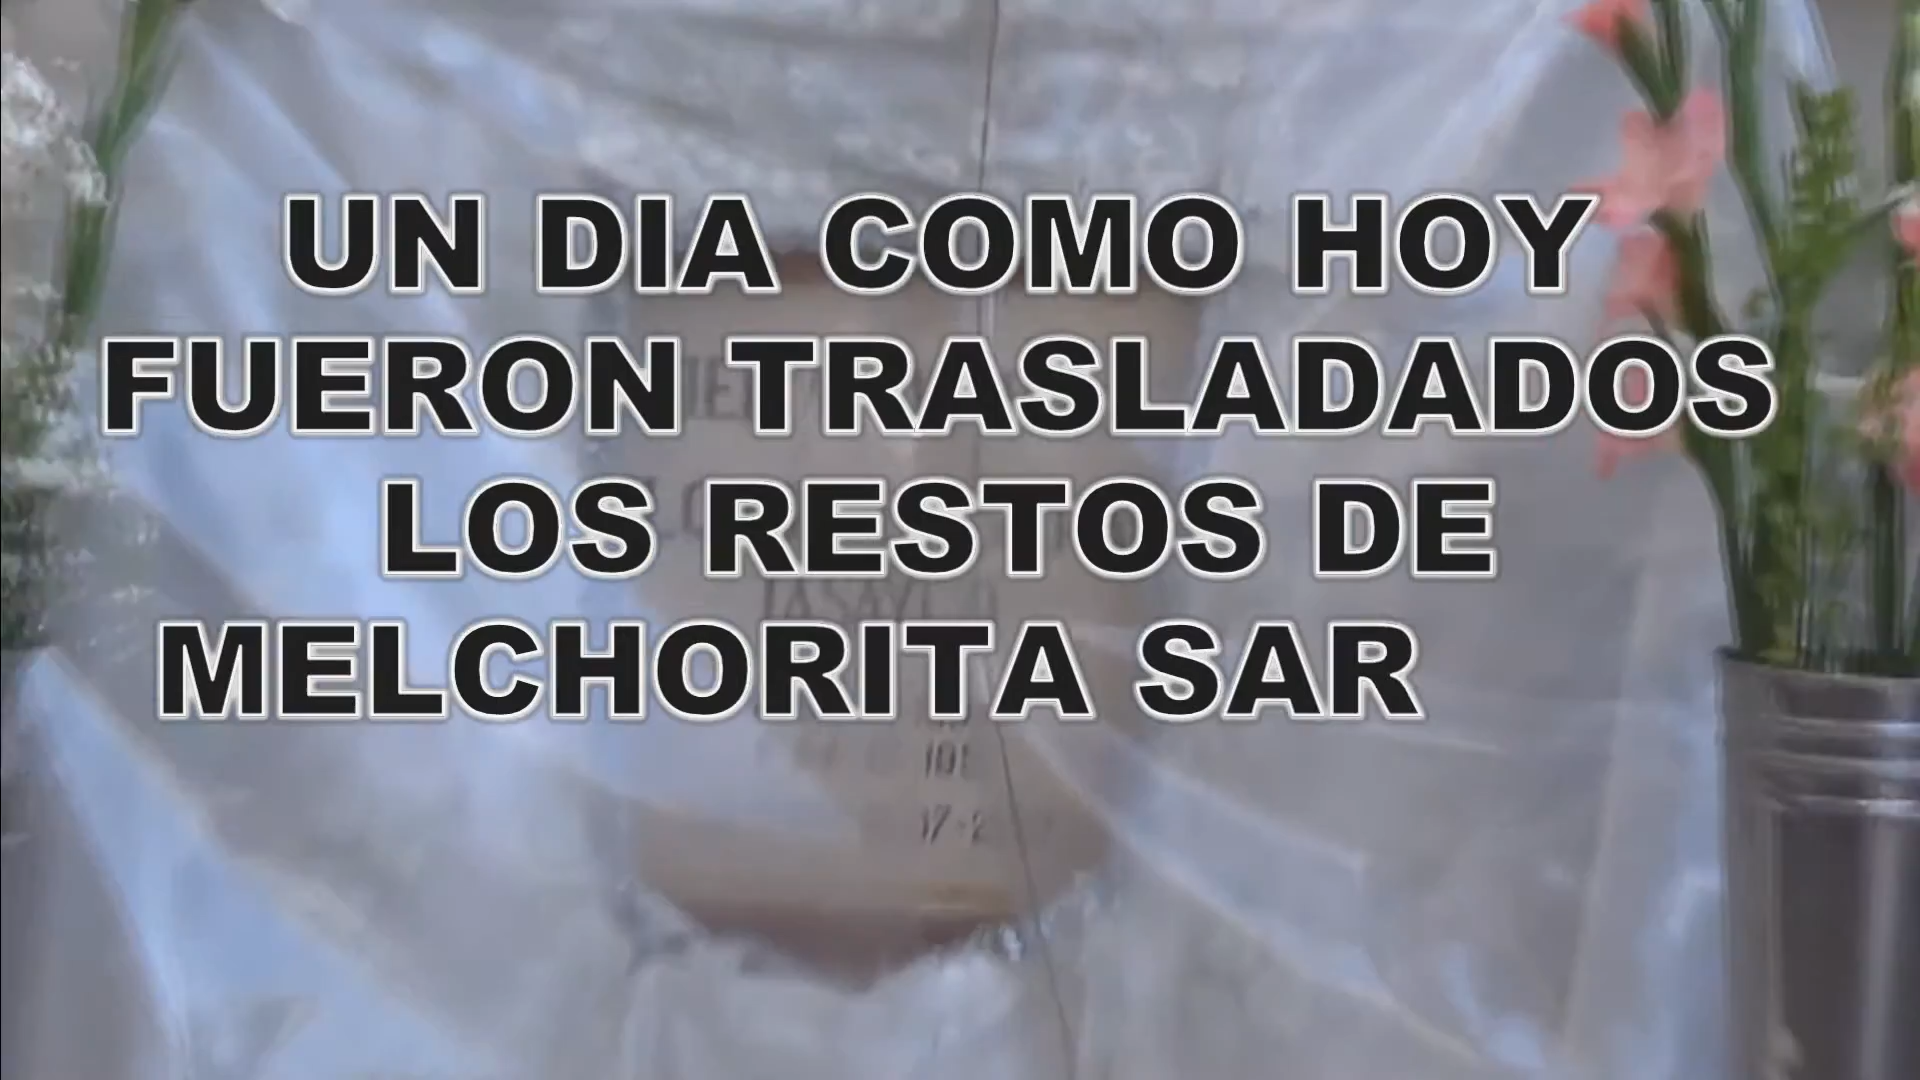 UN DIA COMO HOY
FUERON TRASLADADOS
LOS RESTOS DE
MELCHORITA SAR